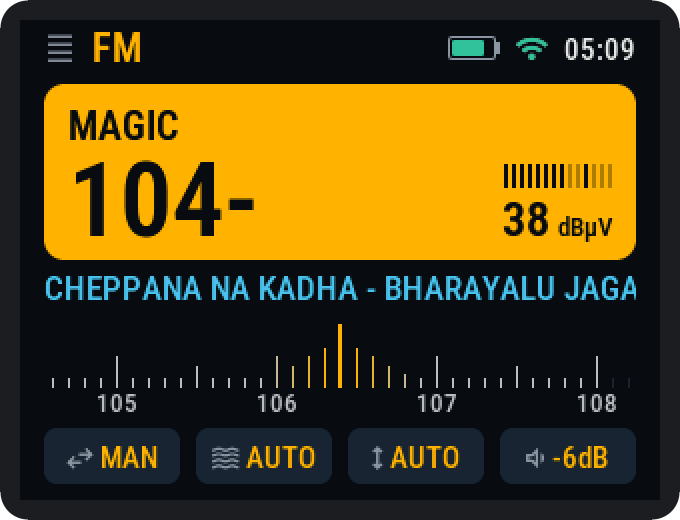 FM 05:09
MAGIC
104-
38 dBµV
CHEPPANA NA KADHA - BHARAYALU JAGA
105 106 107 108
MAN AUTO AUTO -6dB